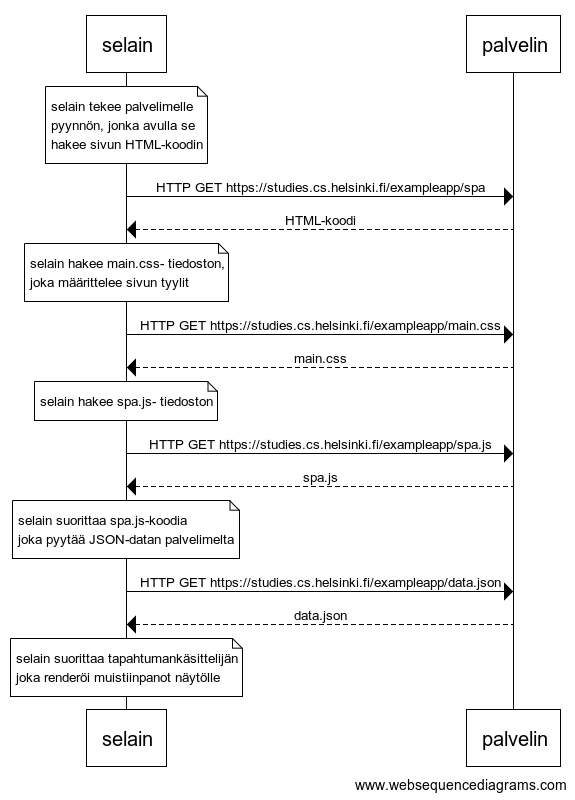 selain
palvelin
selain tekee palvelimelle
pyynnön, jonka avulla se
hakee sivun HTML-koodin
HTTP GET https://studies.cs.helsinki.fi/exampleapp/spa
HTML-koodi
selain hakee main.css- tiedoston,
joka määrittelee sivun tyylit
HTTP GET https://studies.cs.helsinki.fi/exampleapp/main.css
main.css
selain hakee spa.js- tiedoston
HTTP GET https://studies.cs.helsinki.fi/exampleapp/spa.js
spa.js
selain suorittaa spa.js-koodia
joka pyytää JSON-datan palvelimelta
HTTP GET https://studies.cs.helsinki.fi/exampleapp/data.json
data.json
selain suorittaa tapahtumankäsittelijän
joka renderöi muistiinpanot näytölle
selain
palvelin
www.websequencediagrams.com